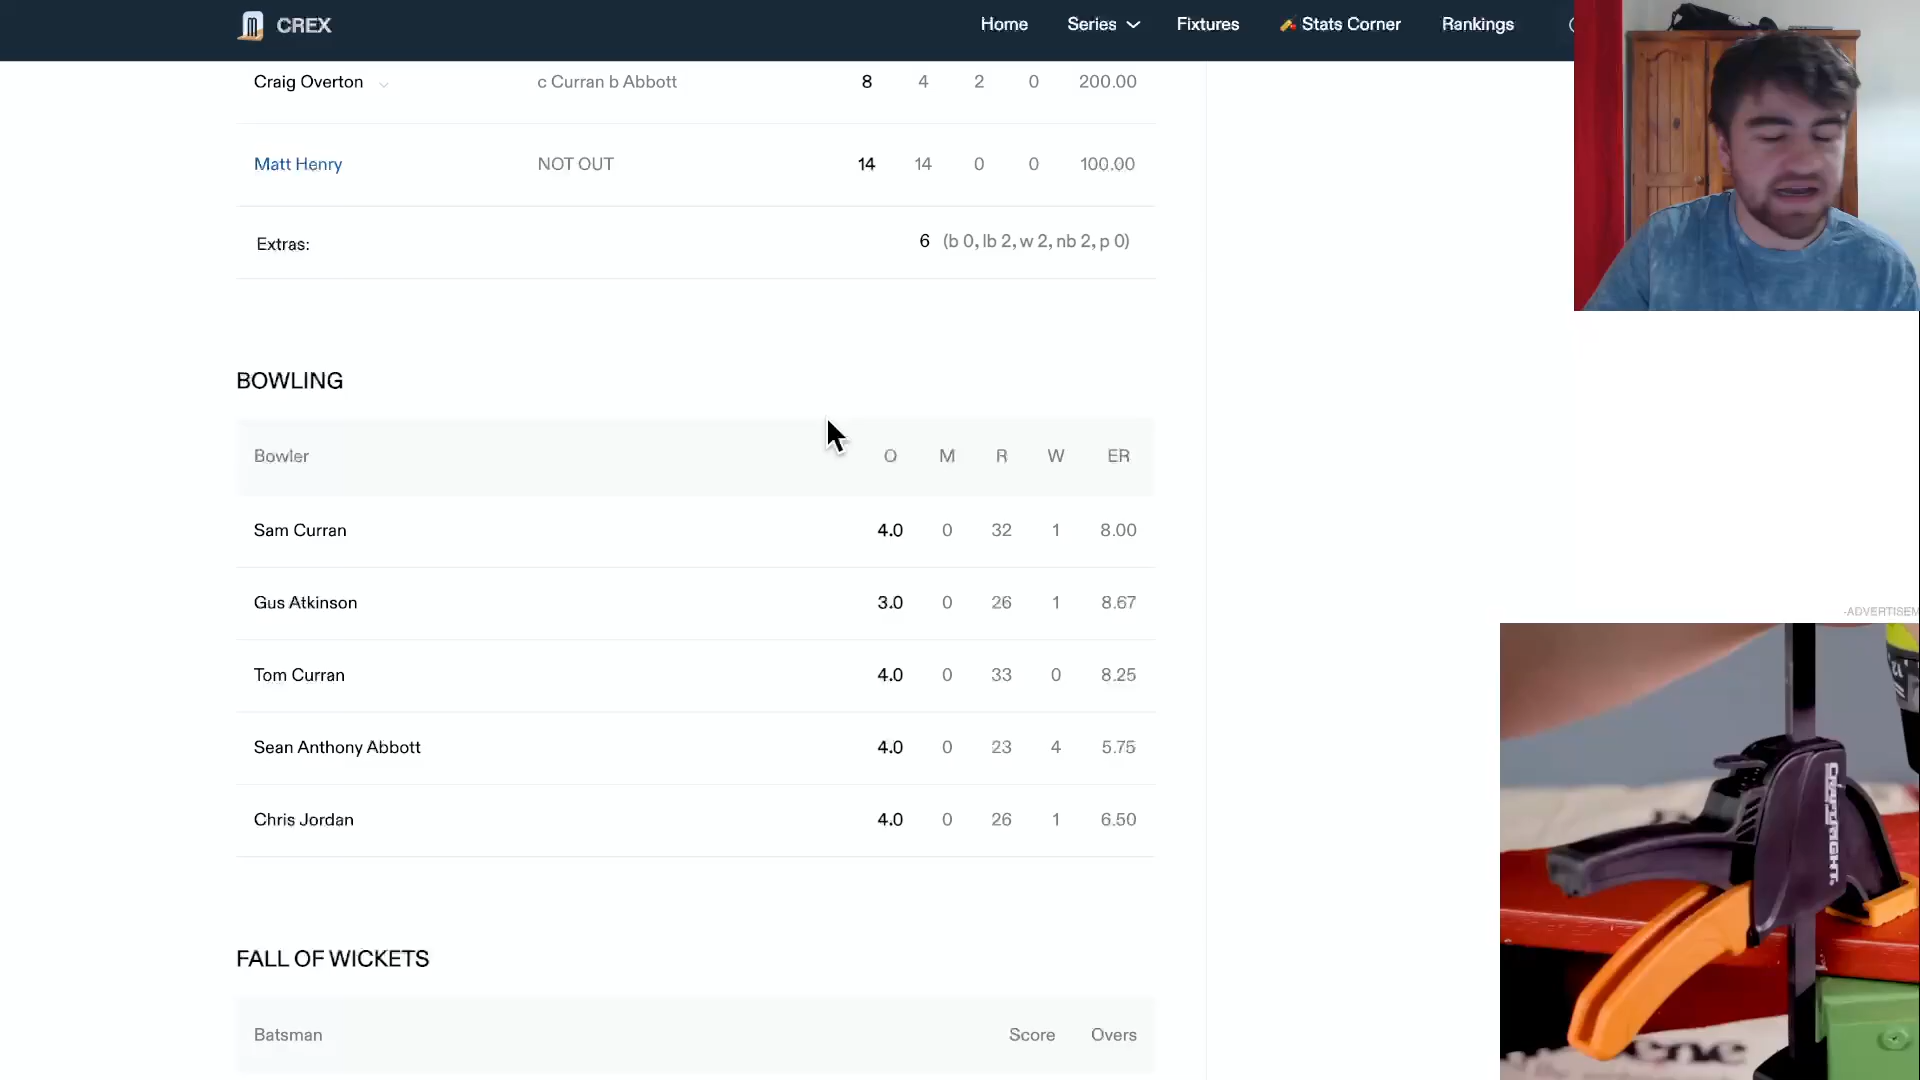 CREX Home Series Fixtures Stats Corner Rankings
Craig Overton c Curran b Abbott 8 4 2 0 200.00
Matt Henry NOT OUT 14 14 0 0 100.00
Extras: 6 (b 0, lb 2, w 2, nb 2, p 0)
BOWLING
Bowler O M R W ER
Sam Curran 4.0 0 32 1 8.00
Gus Atkinson 3.0 0 26 1 8.67
-ADVERTISEM
Tom Curran 4.0 0 33 0 8.25
Sean Anthony Abbott 4.0 0 23 4 5.75
Chris Jordan 4.0 0 26 1 6.50
FALL OF WICKETS
Batsman Score Overs
12